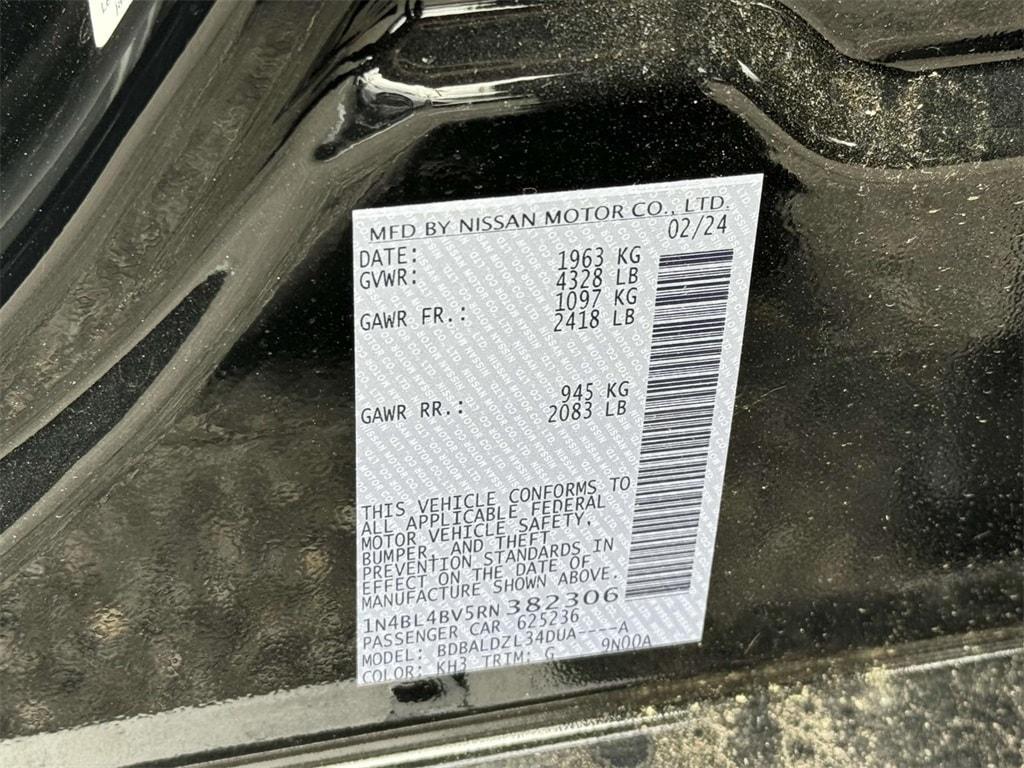 MFD BY NISSAN MOTOR CO., LTD.
02/24
DATE: 1963 KG
GVWR: 4328 LB
1097 KG
GAWR FR.: 2418 LB
945 KG
GAWR RR.: 2083 LB
THIS VEHICLE CONFORMS TO
ALL APPLICABLE FEDERAL
MOTOR VEHICLE SAFETY,
BUMPER, AND THEFT
PREVENTION STANDARDS IN
EFFECT ON THE DATE OF
MANUFACTURE SHOWN ABOVE.
1N4BL4BV5RN382306
PASSENGER CAR 625236
MODEL: BDBALDZL34DUA----A
COLOR: KH3 TRIM: G 9N00A